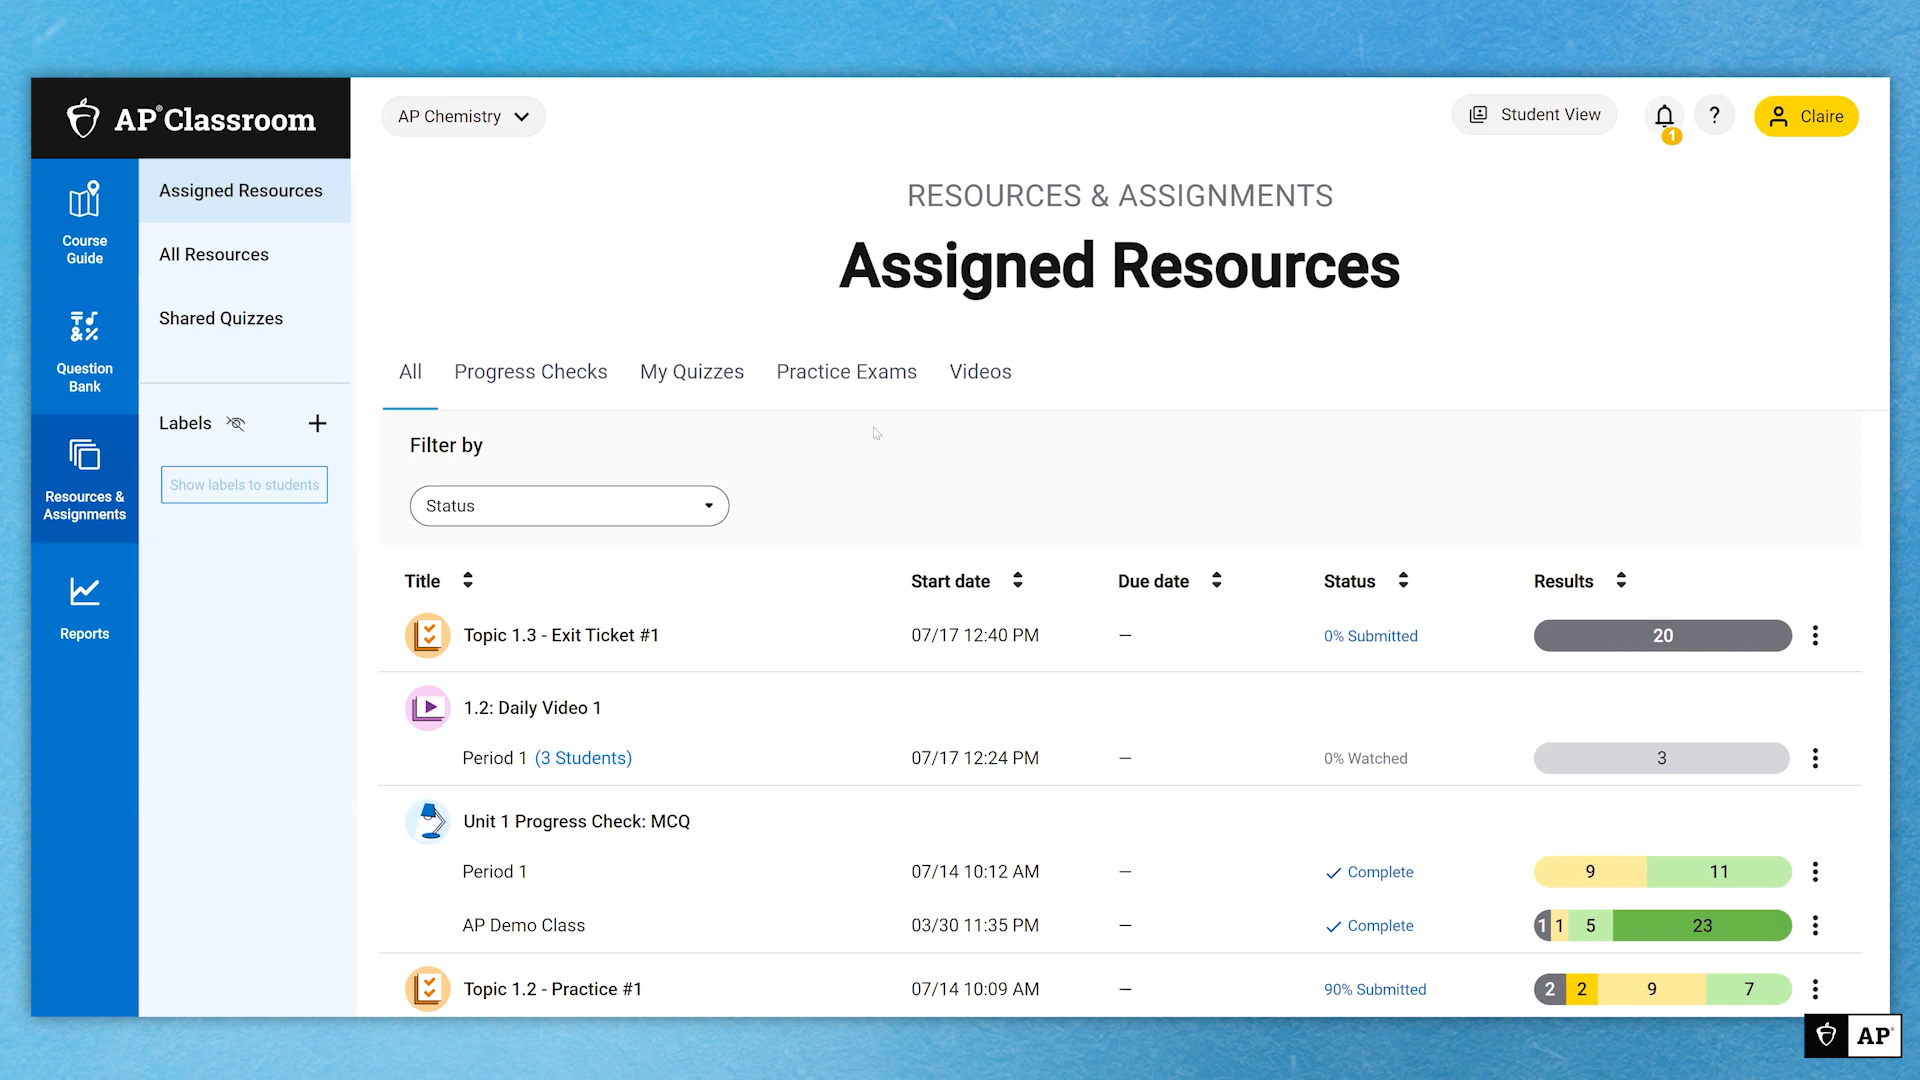 AP® Classroom
AP Chemistry
Student View
1
?
Claire
Course
Guide
Question
Bank
Resources &
Assignments
Reports
Assigned Resources
All Resources
Shared Quizzes
Labels
Show labels to students
RESOURCES & ASSIGNMENTS
Assigned Resources
All Progress Checks My Quizzes Practice Exams Videos
Filter by
Status
Title Start date Due date Status Results
Topic 1.3 - Exit Ticket #1 07/17 12:40 PM — 0% Submitted 20
1.2: Daily Video 1
Period 1 (3 Students) 07/17 12:24 PM — 0% Watched 3
Unit 1 Progress Check: MCQ
Period 1 07/14 10:12 AM — Complete 9 11
AP Demo Class 03/30 11:35 PM — Complete 1 1 5 23
Topic 1.2 - Practice #1 07/14 10:09 AM — 90% Submitted 2 2 9 7
AP®